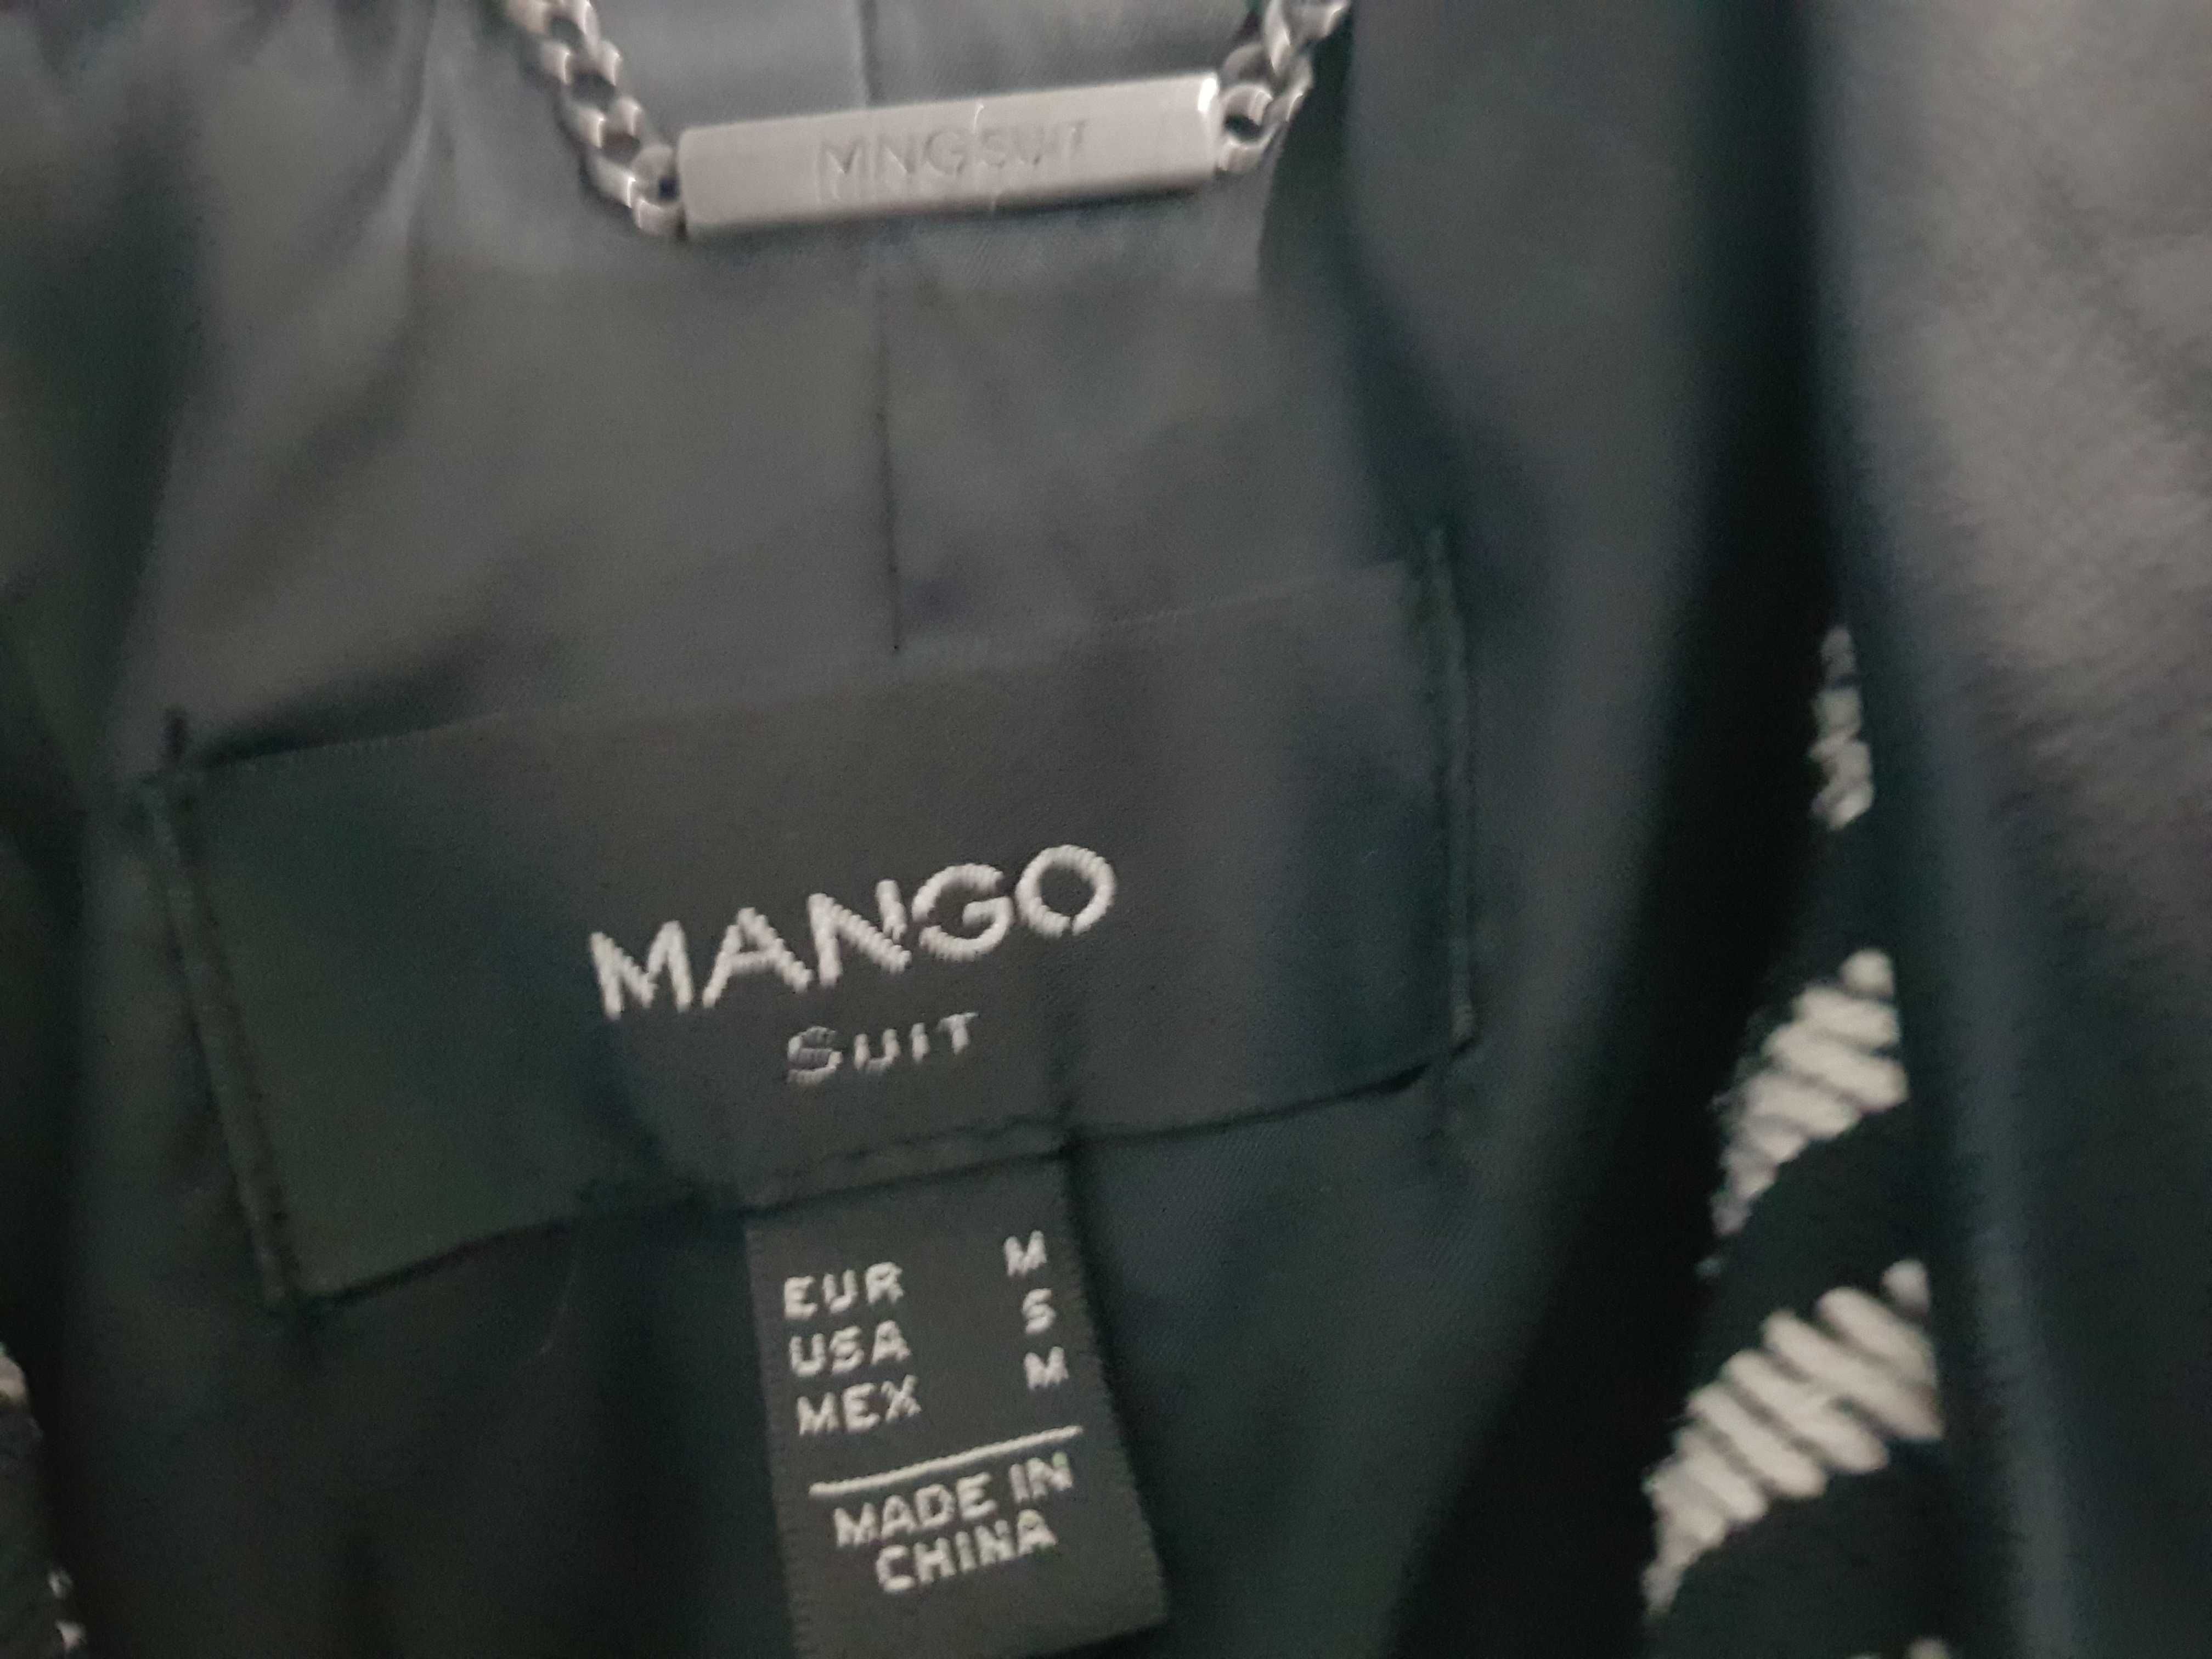 MNG SUIT
MANGO
SUIT
EUR M
USA S
MEX M
MADE IN
CHINA